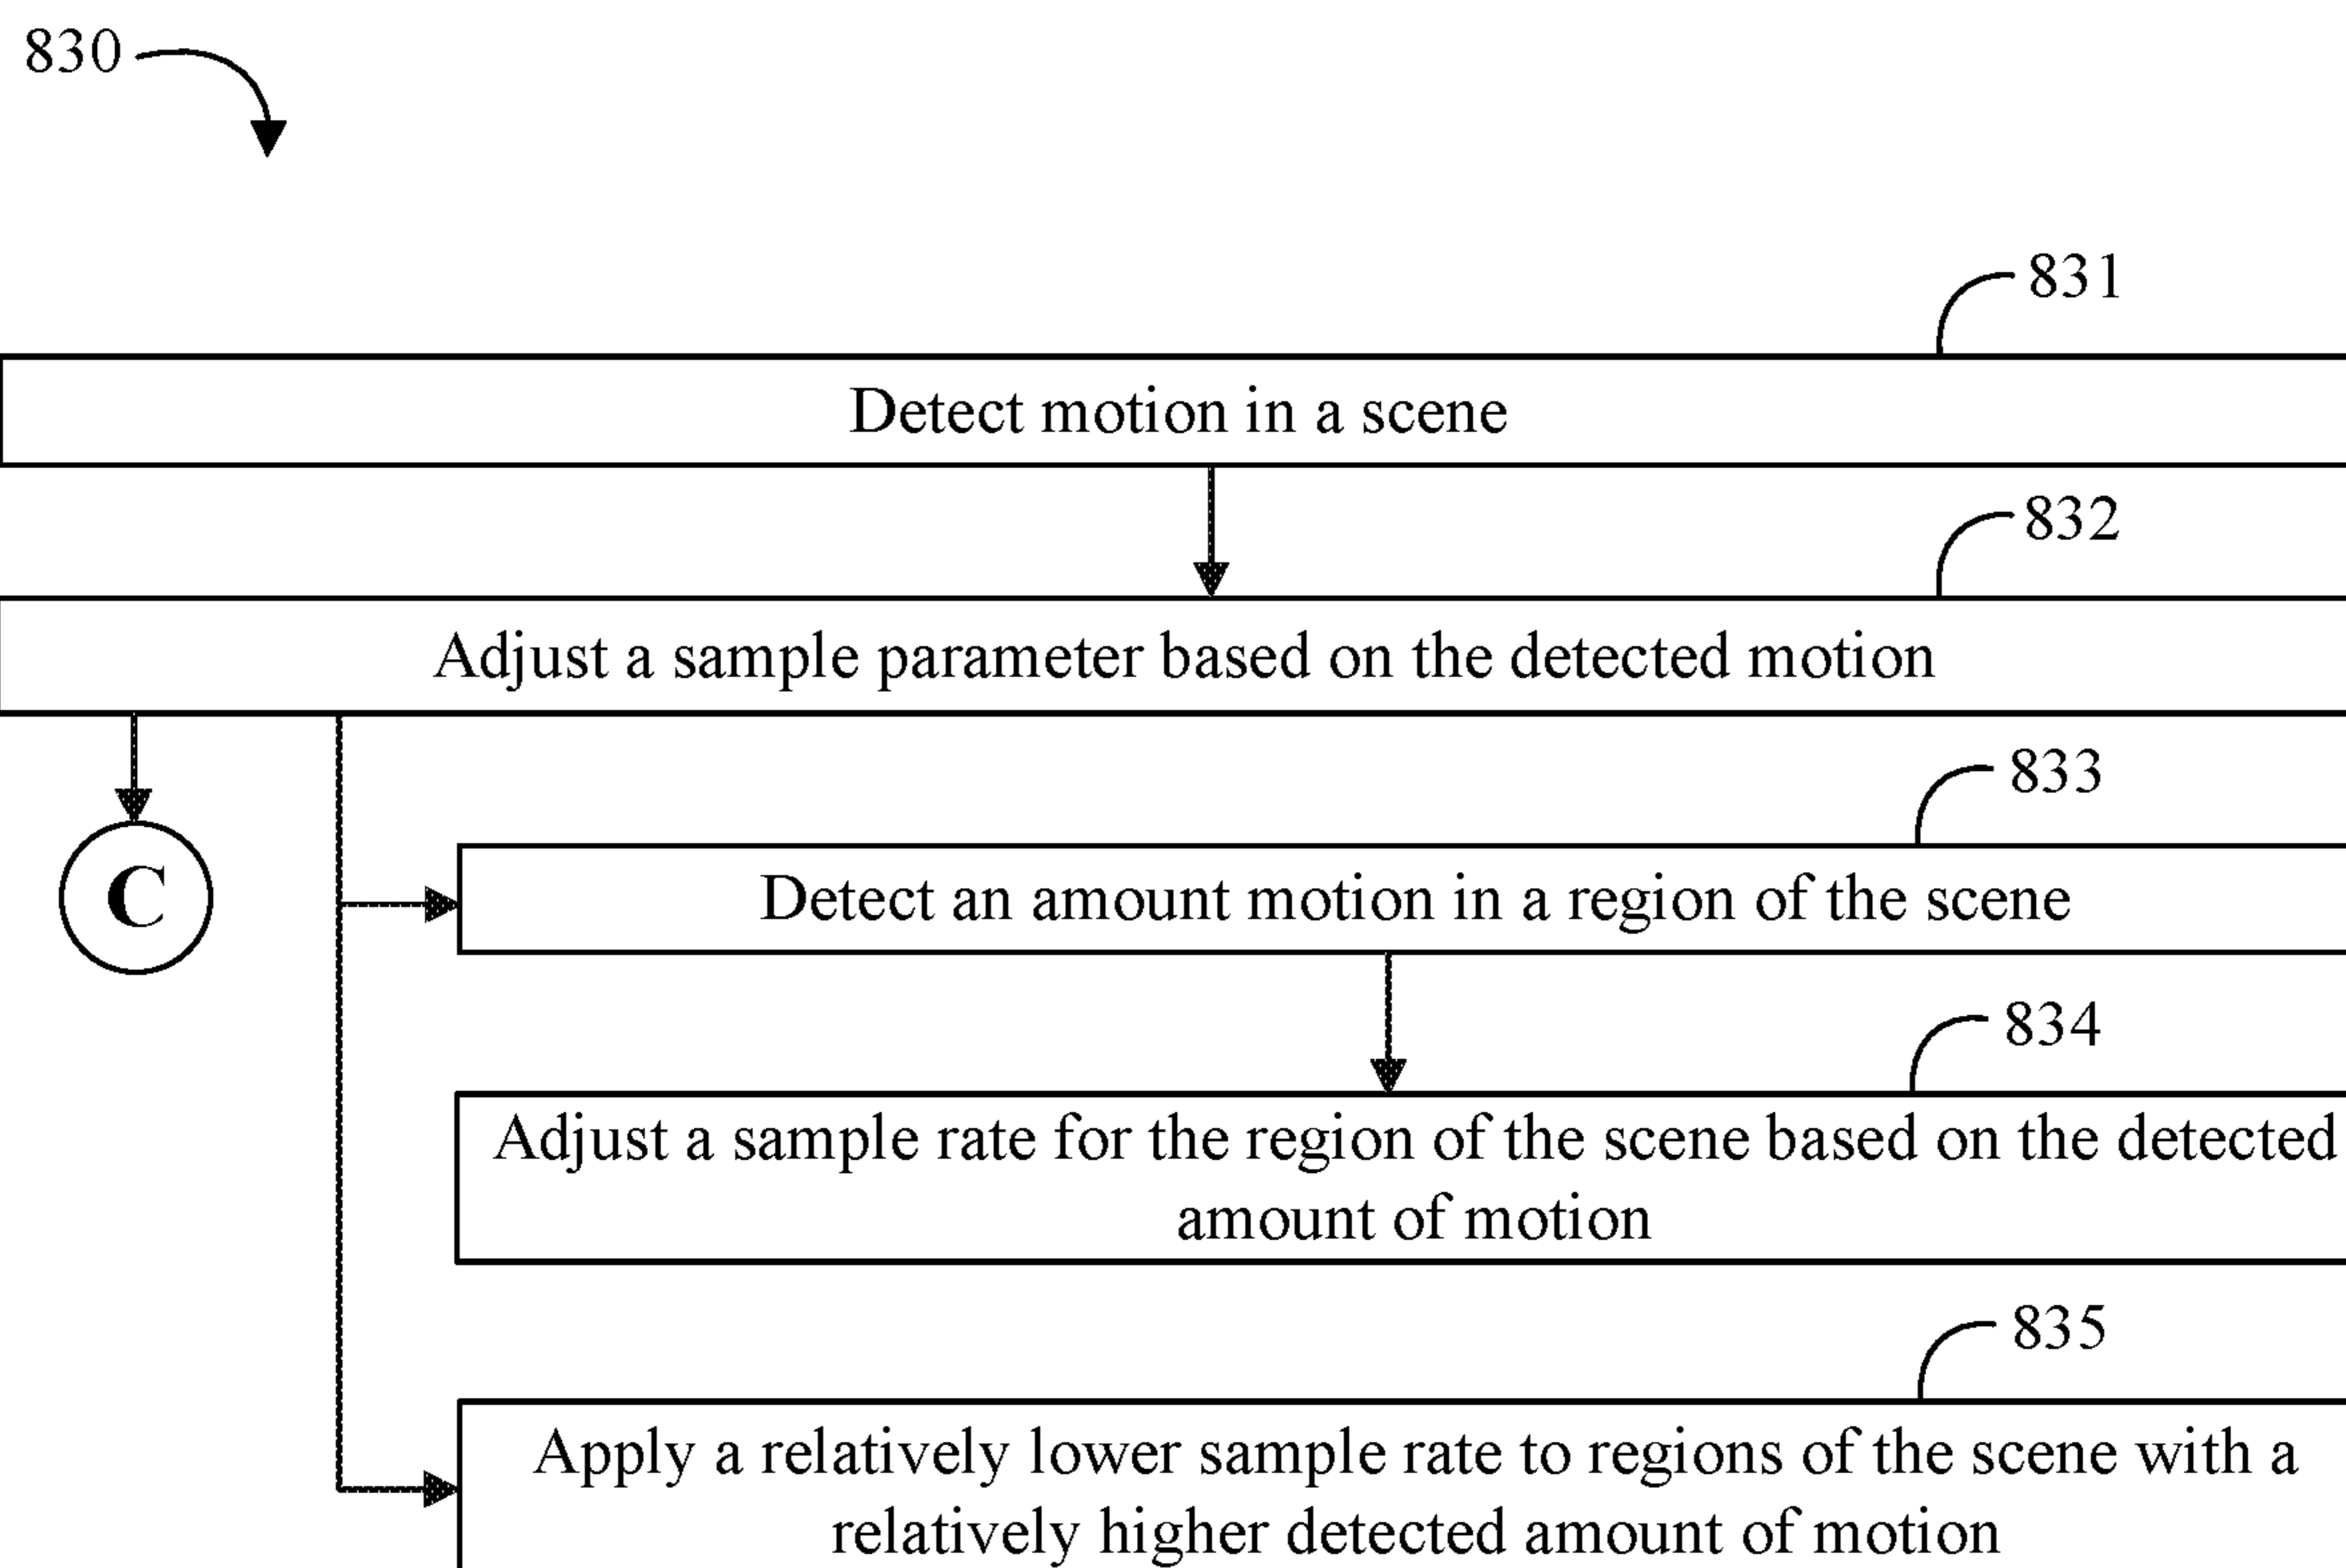 830
831
Detect motion in a scene
832
Adjust a sample parameter based on the detected motion
833
C
Detect an amount motion in a region of the scene
834
Adjust a sample rate for the region of the scene based on the detected
amount of motion
835
Apply a relatively lower sample rate to regions of the scene with a
relatively higher detected amount of motion